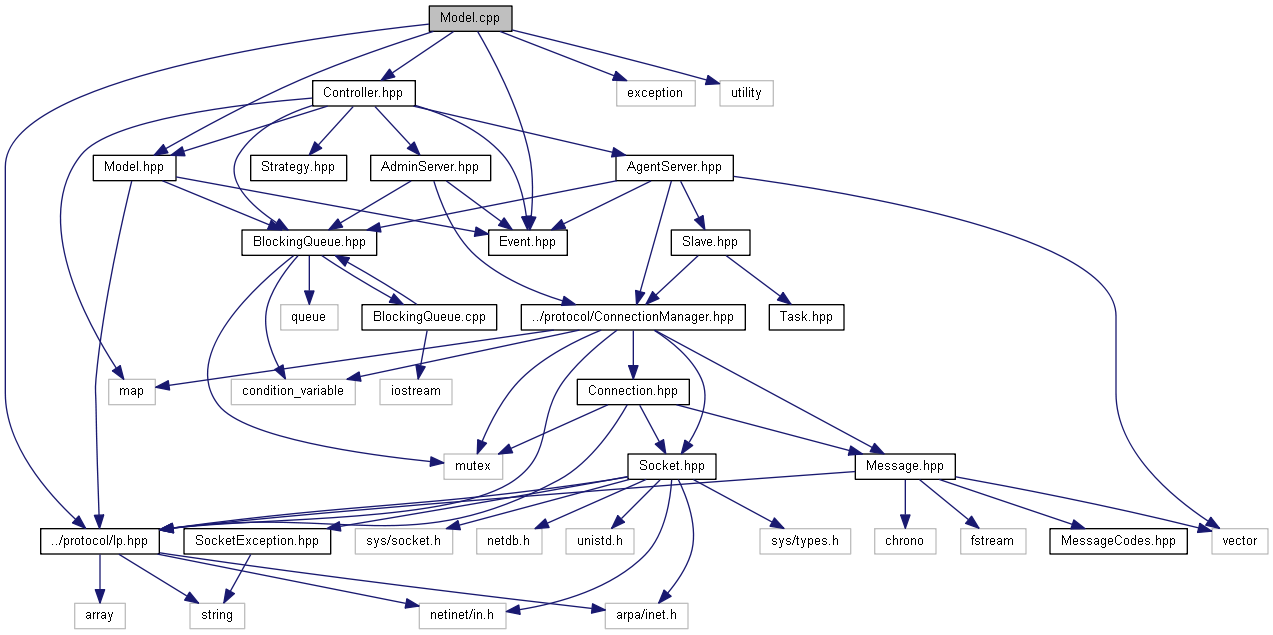 Model.cpp
Controller.hpp
exception
utility
Model.hpp
Strategy.hpp
AdminServer.hpp
AgentServer.hpp
BlockingQueue.hpp
Event.hpp
Slave.hpp
queue
BlockingQueue.cpp
../protocol/ConnectionManager.hpp
Task.hpp
map
condition_variable
iostream
Connection.hpp
mutex
Socket.hpp
Message.hpp
../protocol/Ip.hpp
SocketException.hpp
sys/socket.h
netdb.h
unistd.h
sys/types.h
chrono
fstream
MessageCodes.hpp
vector
array
string
netinet/in.h
arpa/inet.h